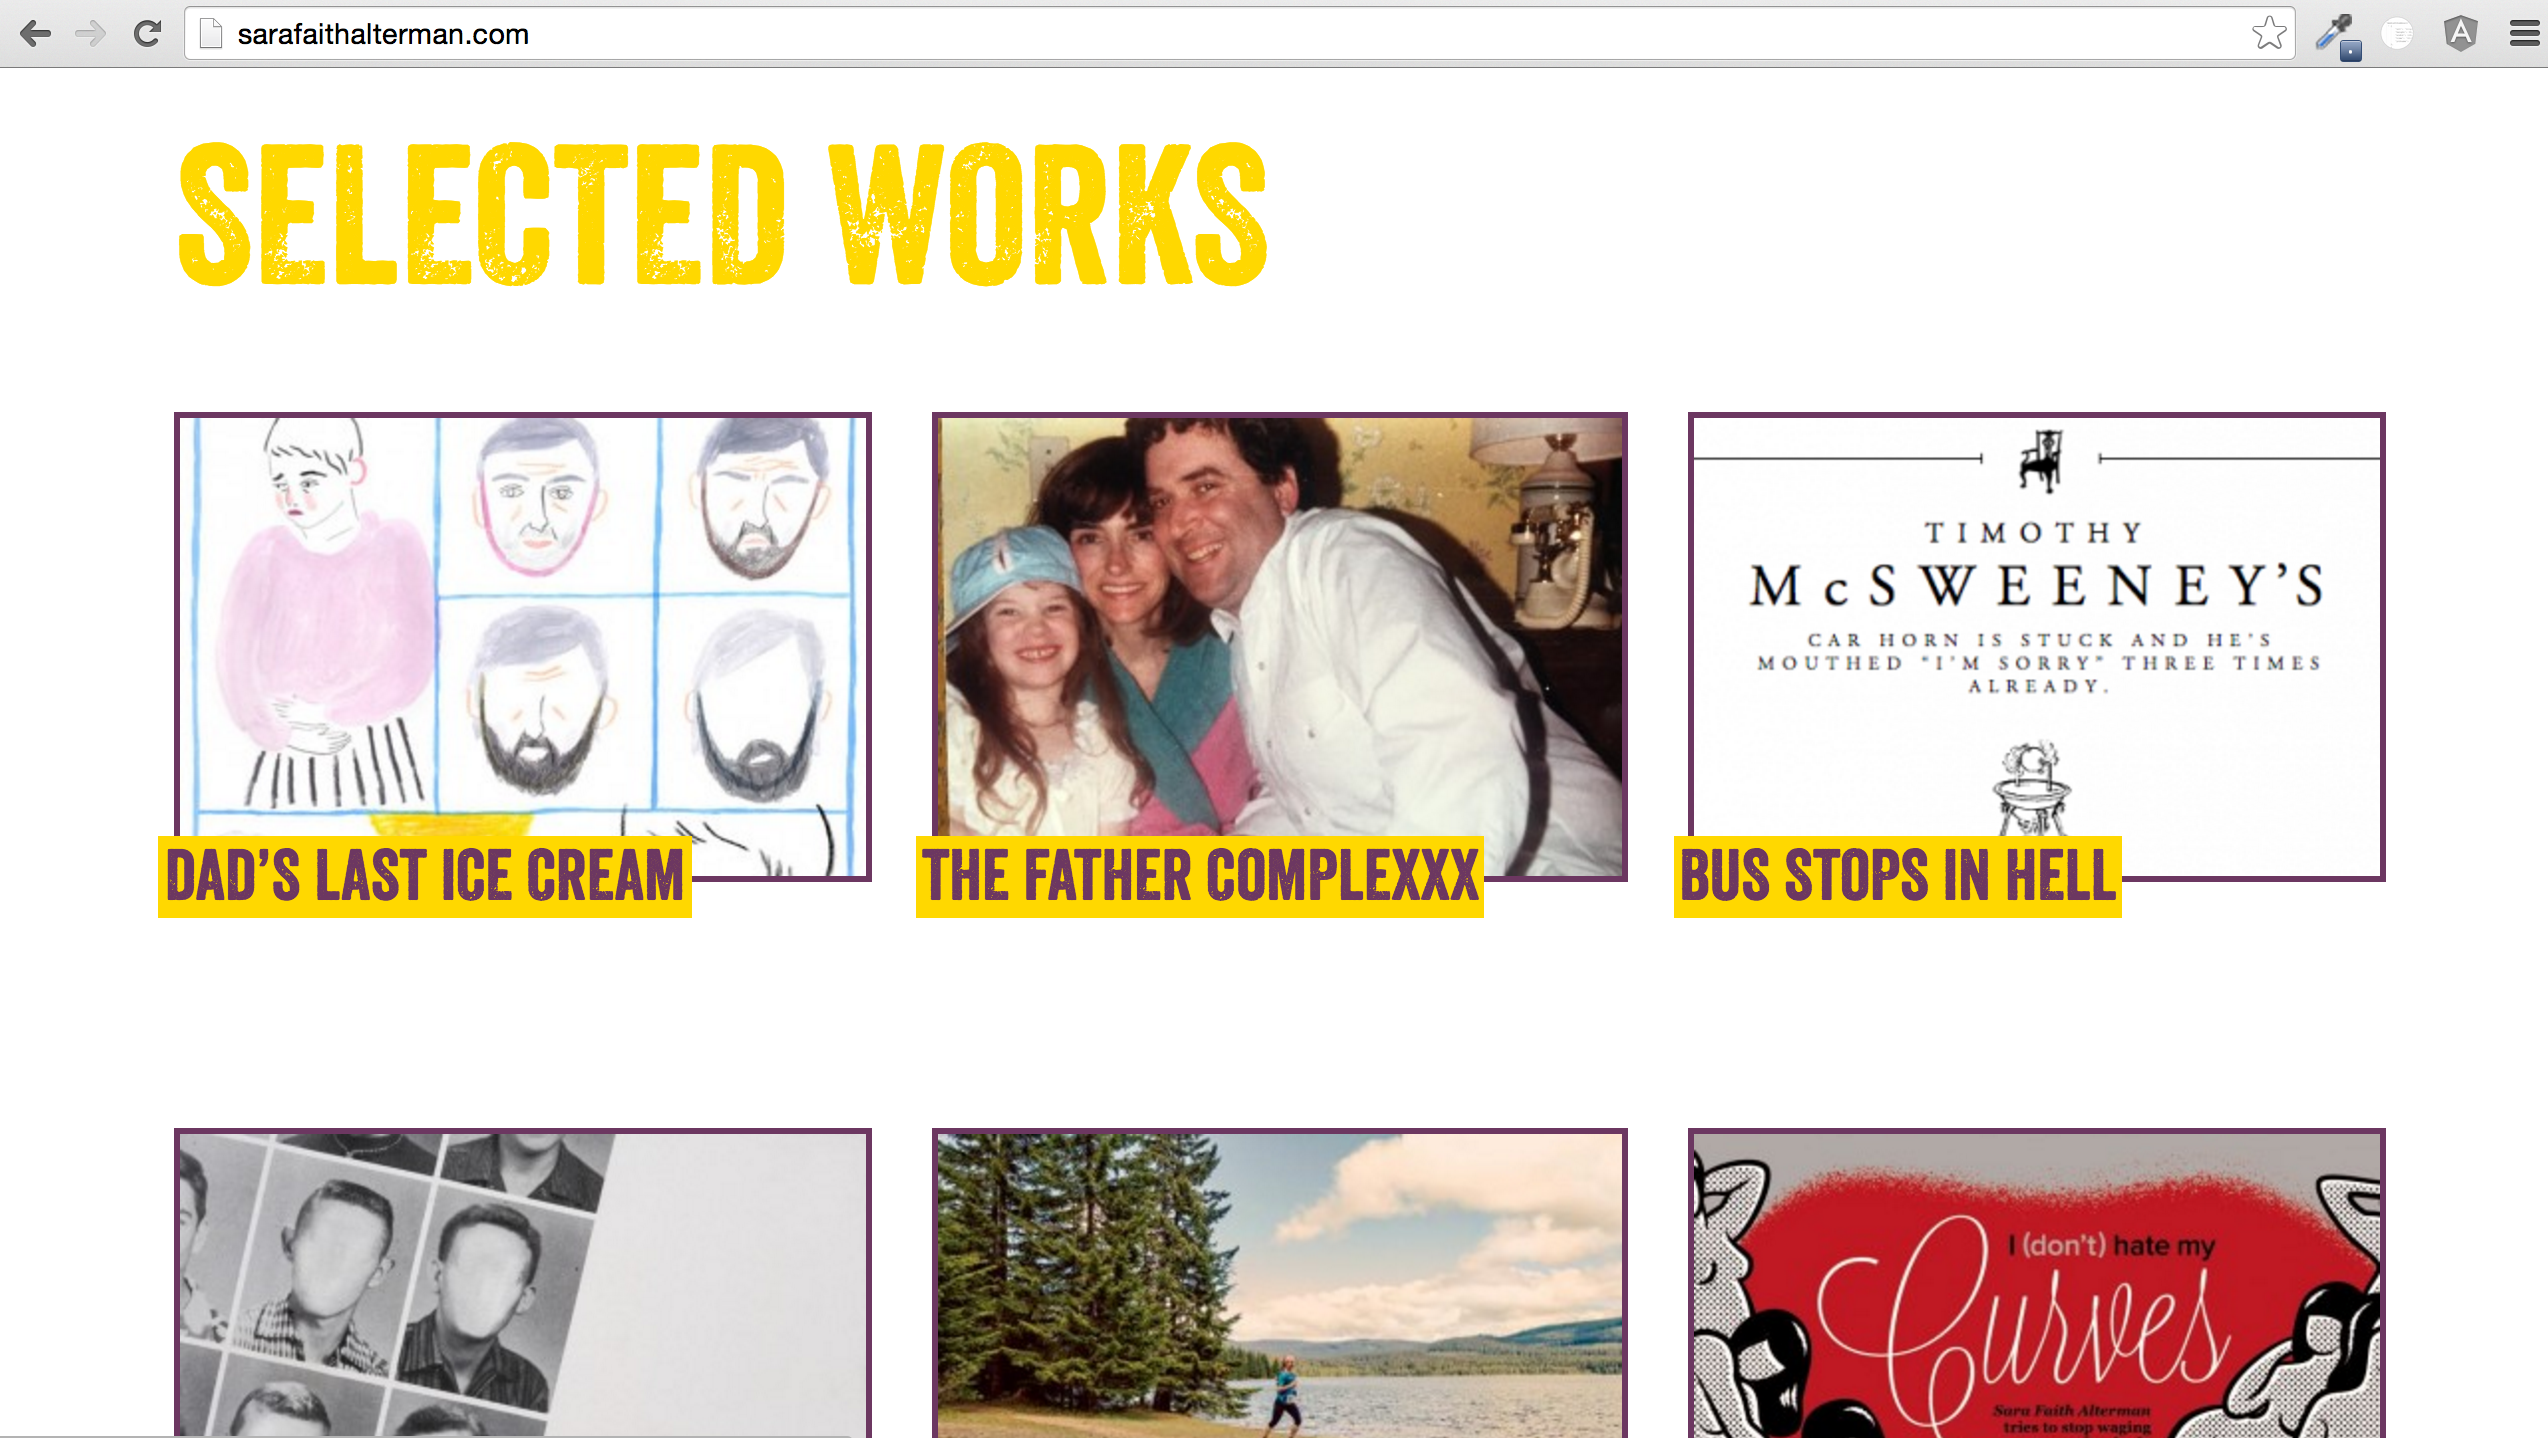 sarafaithalterman.com
SELECTED WORKS
TIMOTHY
McSWEENEY'S
CAR HORN IS STUCK AND HE'S
MOUTHED "I'M SORRY" THREE TIMES
ALREADY.
DAD'S LAST ICE CREAM
THE FATHER COMPLEXXX
BUS STOPS IN HELL
I (don't) hate my
Curves
Sara Faith Alterman
tries to stop waging